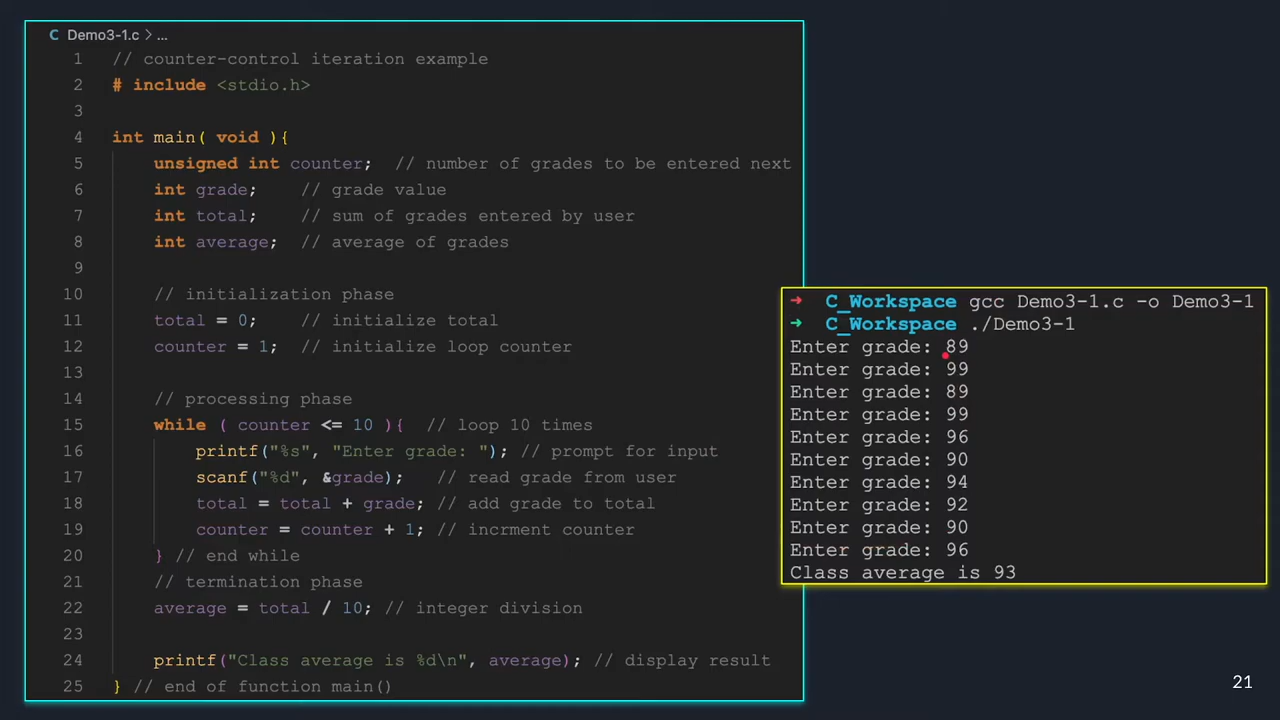 C Demo3-1.c > ...
1 // counter-control iteration example
2 # include <stdio.h>
3
4 int main( void ){
5 unsigned int counter; // number of grades to be entered next
6 int grade; // grade value
7 int total; // sum of grades entered by user
8 int average; // average of grades
9
10 // initialization phase
11 total = 0; // initialize total
12 counter = 1; // initialize loop counter
13
14 // processing phase
15 while ( counter <= 10 ){ // loop 10 times
16 printf("%s", "Enter grade: "); // prompt for input
17 scanf("%d", &grade); // read grade from user
18 total = total + grade; // add grade to total
19 counter = counter + 1; // incrment counter
20 } // end while
21 // termination phase
22 average = total / 10; // integer division
23
24 printf("Class average is %d\n", average); // display result
25 } // end of function main()
➜ C_Workspace gcc Demo3-1.c -o Demo3-1
➜ C_Workspace ./Demo3-1
Enter grade: 89
Enter grade: 99
Enter grade: 89
Enter grade: 99
Enter grade: 96
Enter grade: 90
Enter grade: 94
Enter grade: 92
Enter grade: 90
Enter grade: 96
Class average is 93
21